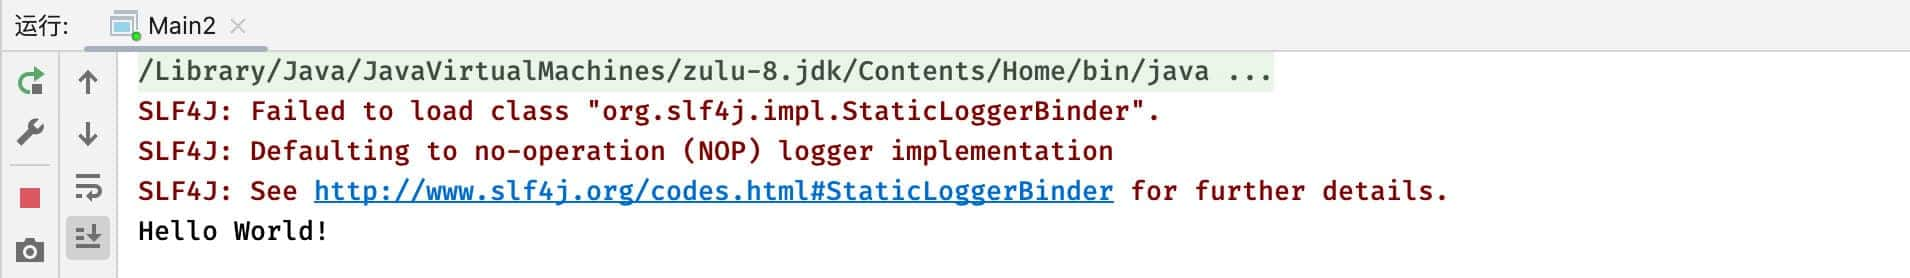 运行: Main2
/Library/Java/JavaVirtualMachines/zulu-8.jdk/Contents/Home/bin/java ...
SLF4J: Failed to load class "org.slf4j.impl.StaticLoggerBinder".
SLF4J: Defaulting to no-operation (NOP) logger implementation
SLF4J: See http://www.slf4j.org/codes.html#StaticLoggerBinder for further details.
Hello World!